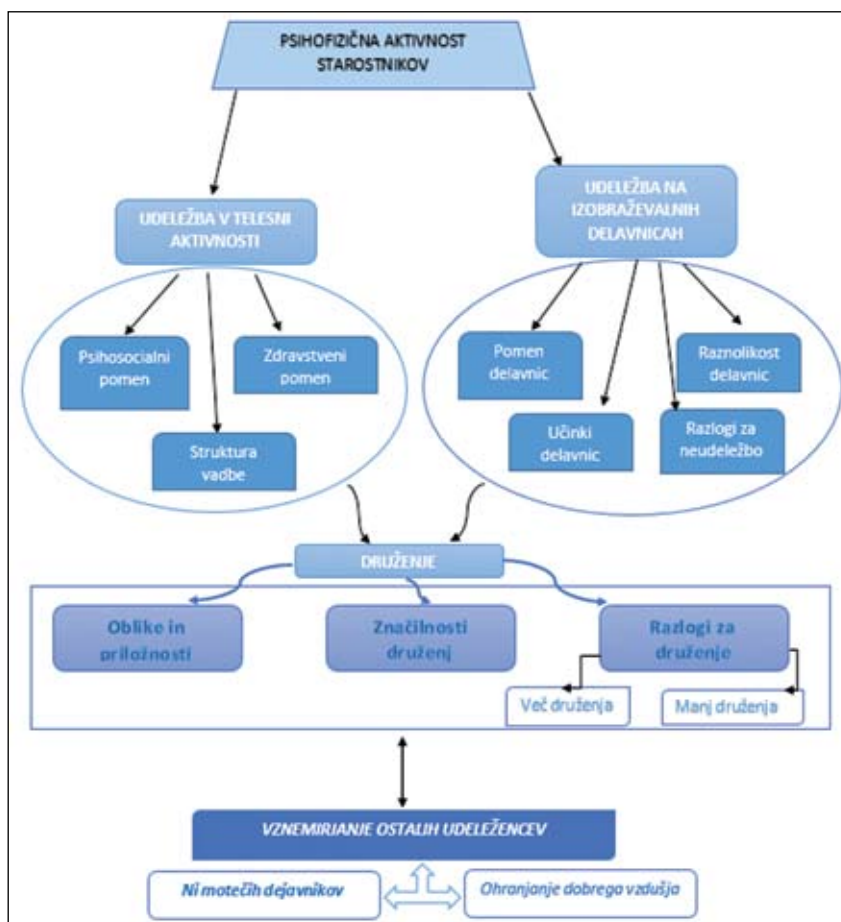 PSIHOFIZIČNA AKTIVNOST
STAROSTNIKOV
UDELEŽBA V TELESNI
AKTIVNOSTI
UDELEŽBA NA
IZOBRAŽEVALNIH
DELAVNICAH
Psihosocialni
pomen
Zdravstveni
pomen
Struktura
vadbe
Pomen
delavnic
Raznolikost
delavnic
Učinki
delavnic
Razlogi za
neudeležbo
DRUŽENJE
Oblike in
priložnosti
Značilnosti
druženj
Razlogi za
druženje
Več druženja
Manj druženja
VZNEMIRJANJE OSTALIH UDELEŽENCEV
Ni motečih dejavnikov
Ohranjanje dobrega vzdušja